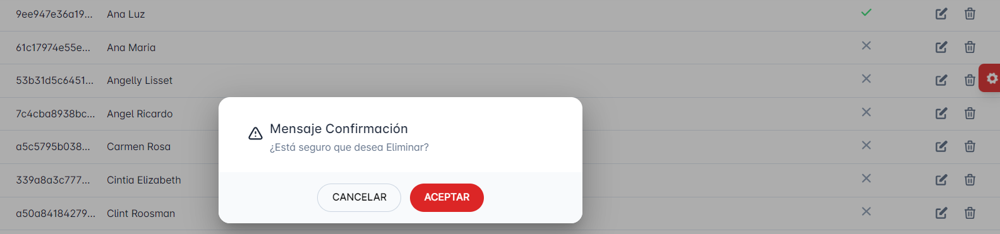 9ee947e36a19... Ana Luz
61c17974e55e... Ana Maria
53b31d5c6451... Angelly Lisset
7c4cba8938bc... Angel Ricardo
Mensaje Confirmación
a5c5795b038... Carmen Rosa
¿Está seguro que desea Eliminar?
339a8a3c777... Cintia Elizabeth
CANCELAR ACEPTAR
a50a84184279... Clint Roosman